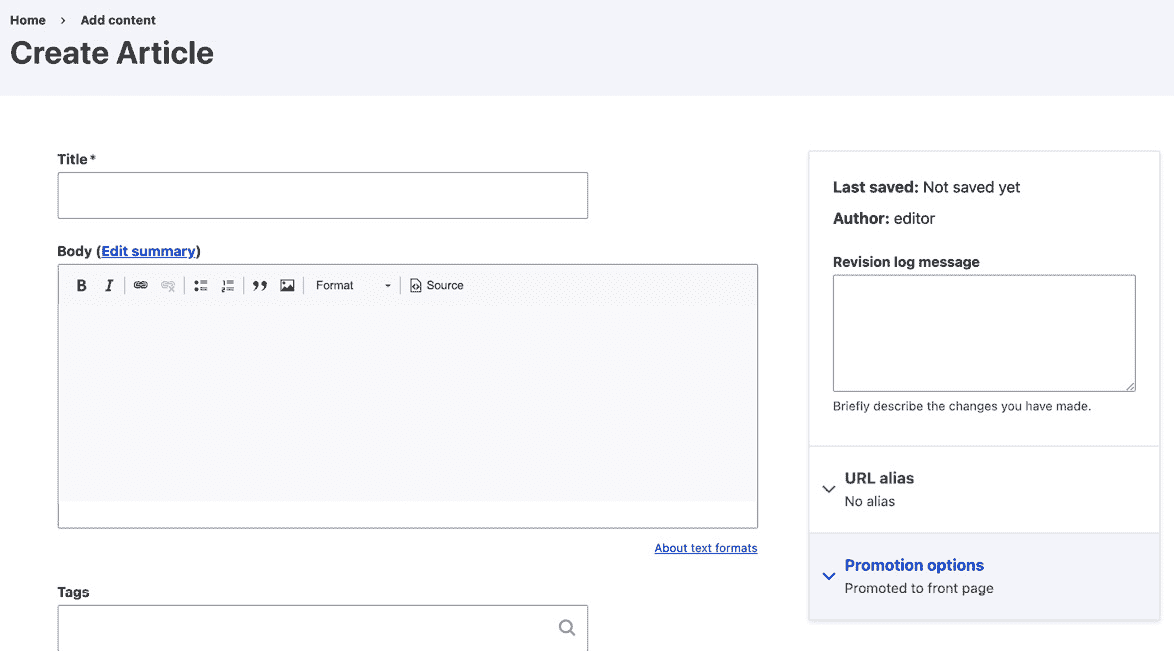 Home > Add content
Create Article
Title*
Body (Edit summary)
B I Format Source
About text formats
Tags
Last saved: Not saved yet
Author: editor
Revision log message
Briefly describe the changes you have made.
URL alias
No alias
Promotion options
Promoted to front page